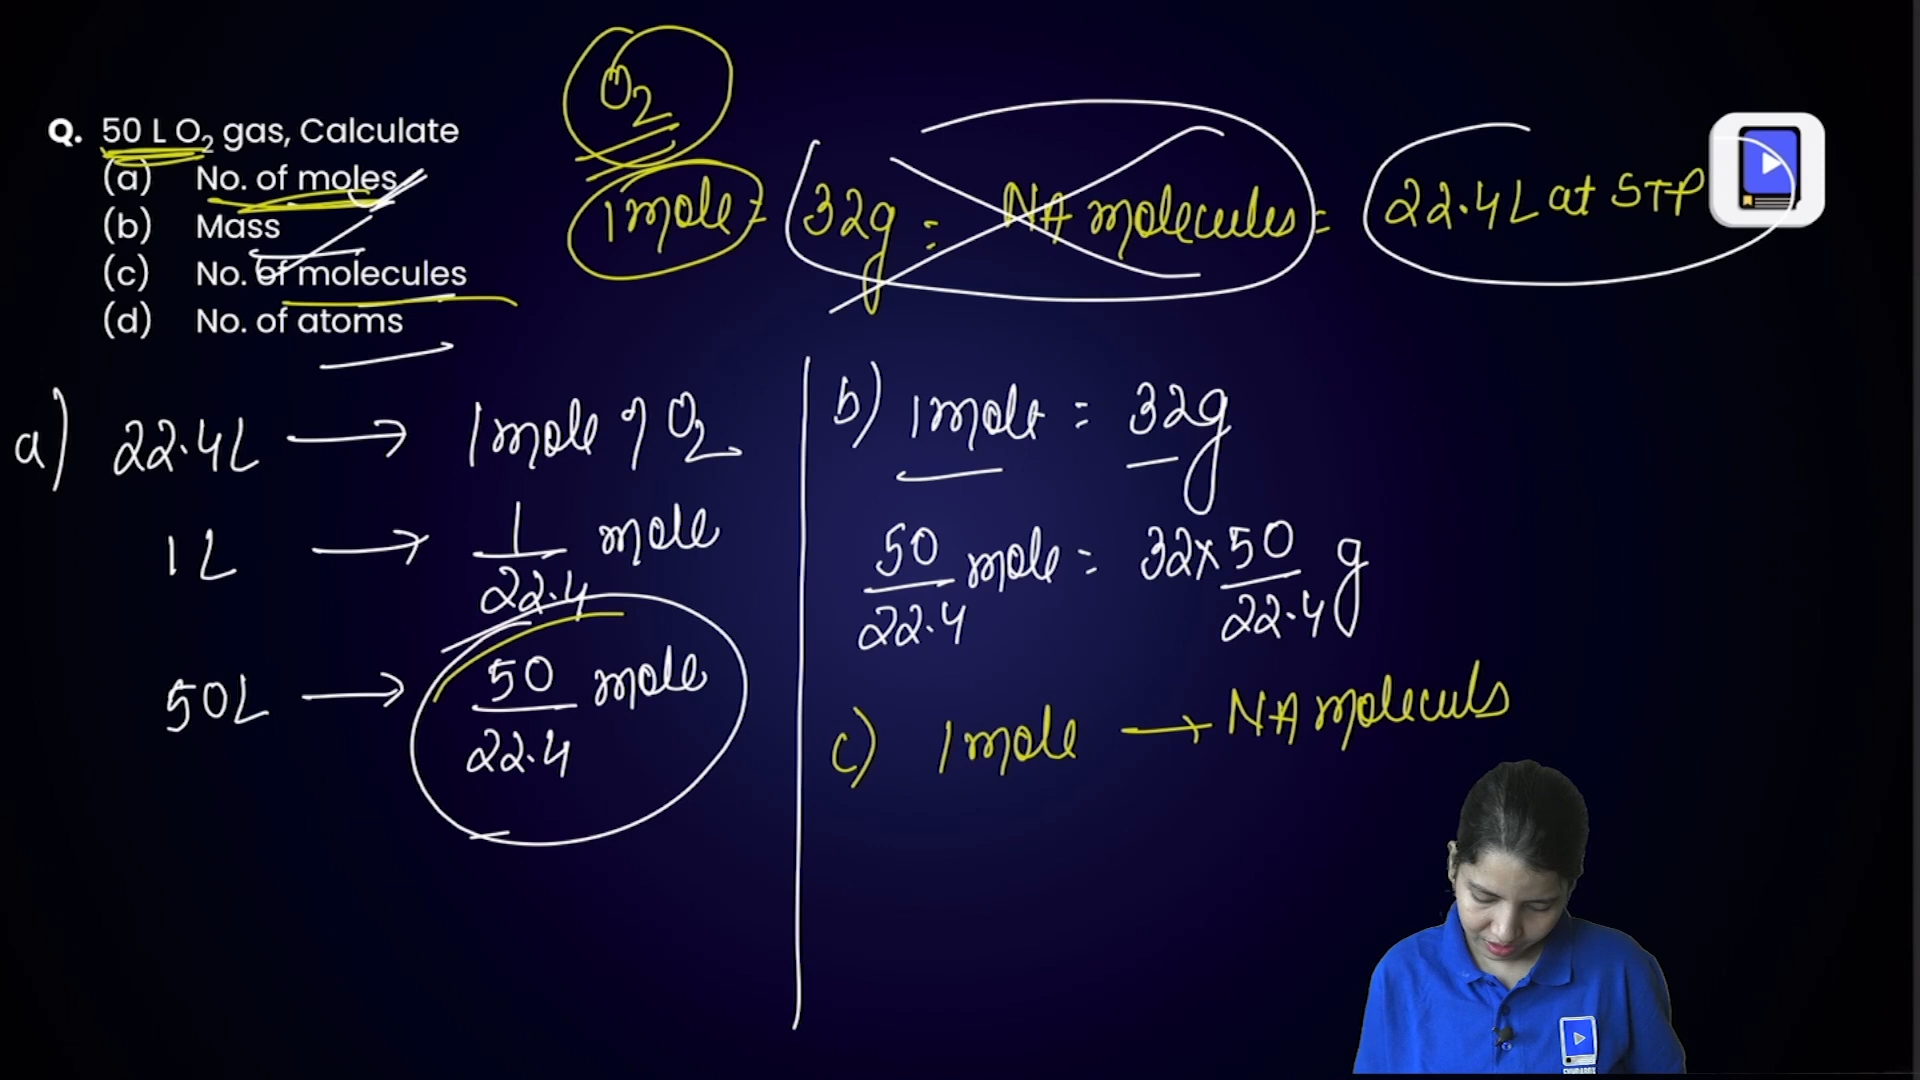 Q. 50 L O₂ gas, Calculate
(a) No. of moles
(b) Mass
(c) No. of molecules
(d) No. of atoms
O₂
1 mole = 32g = NA molecules = 22.4L at STP
a) 22.4L → 1 mole of O₂
1L → 1/22.4 mole
50L → 50/22.4 mole
b) 1 mole = 32g
50/22.4 mole = 32 x 50/22.4 g
c) 1 mole → NA moleculs